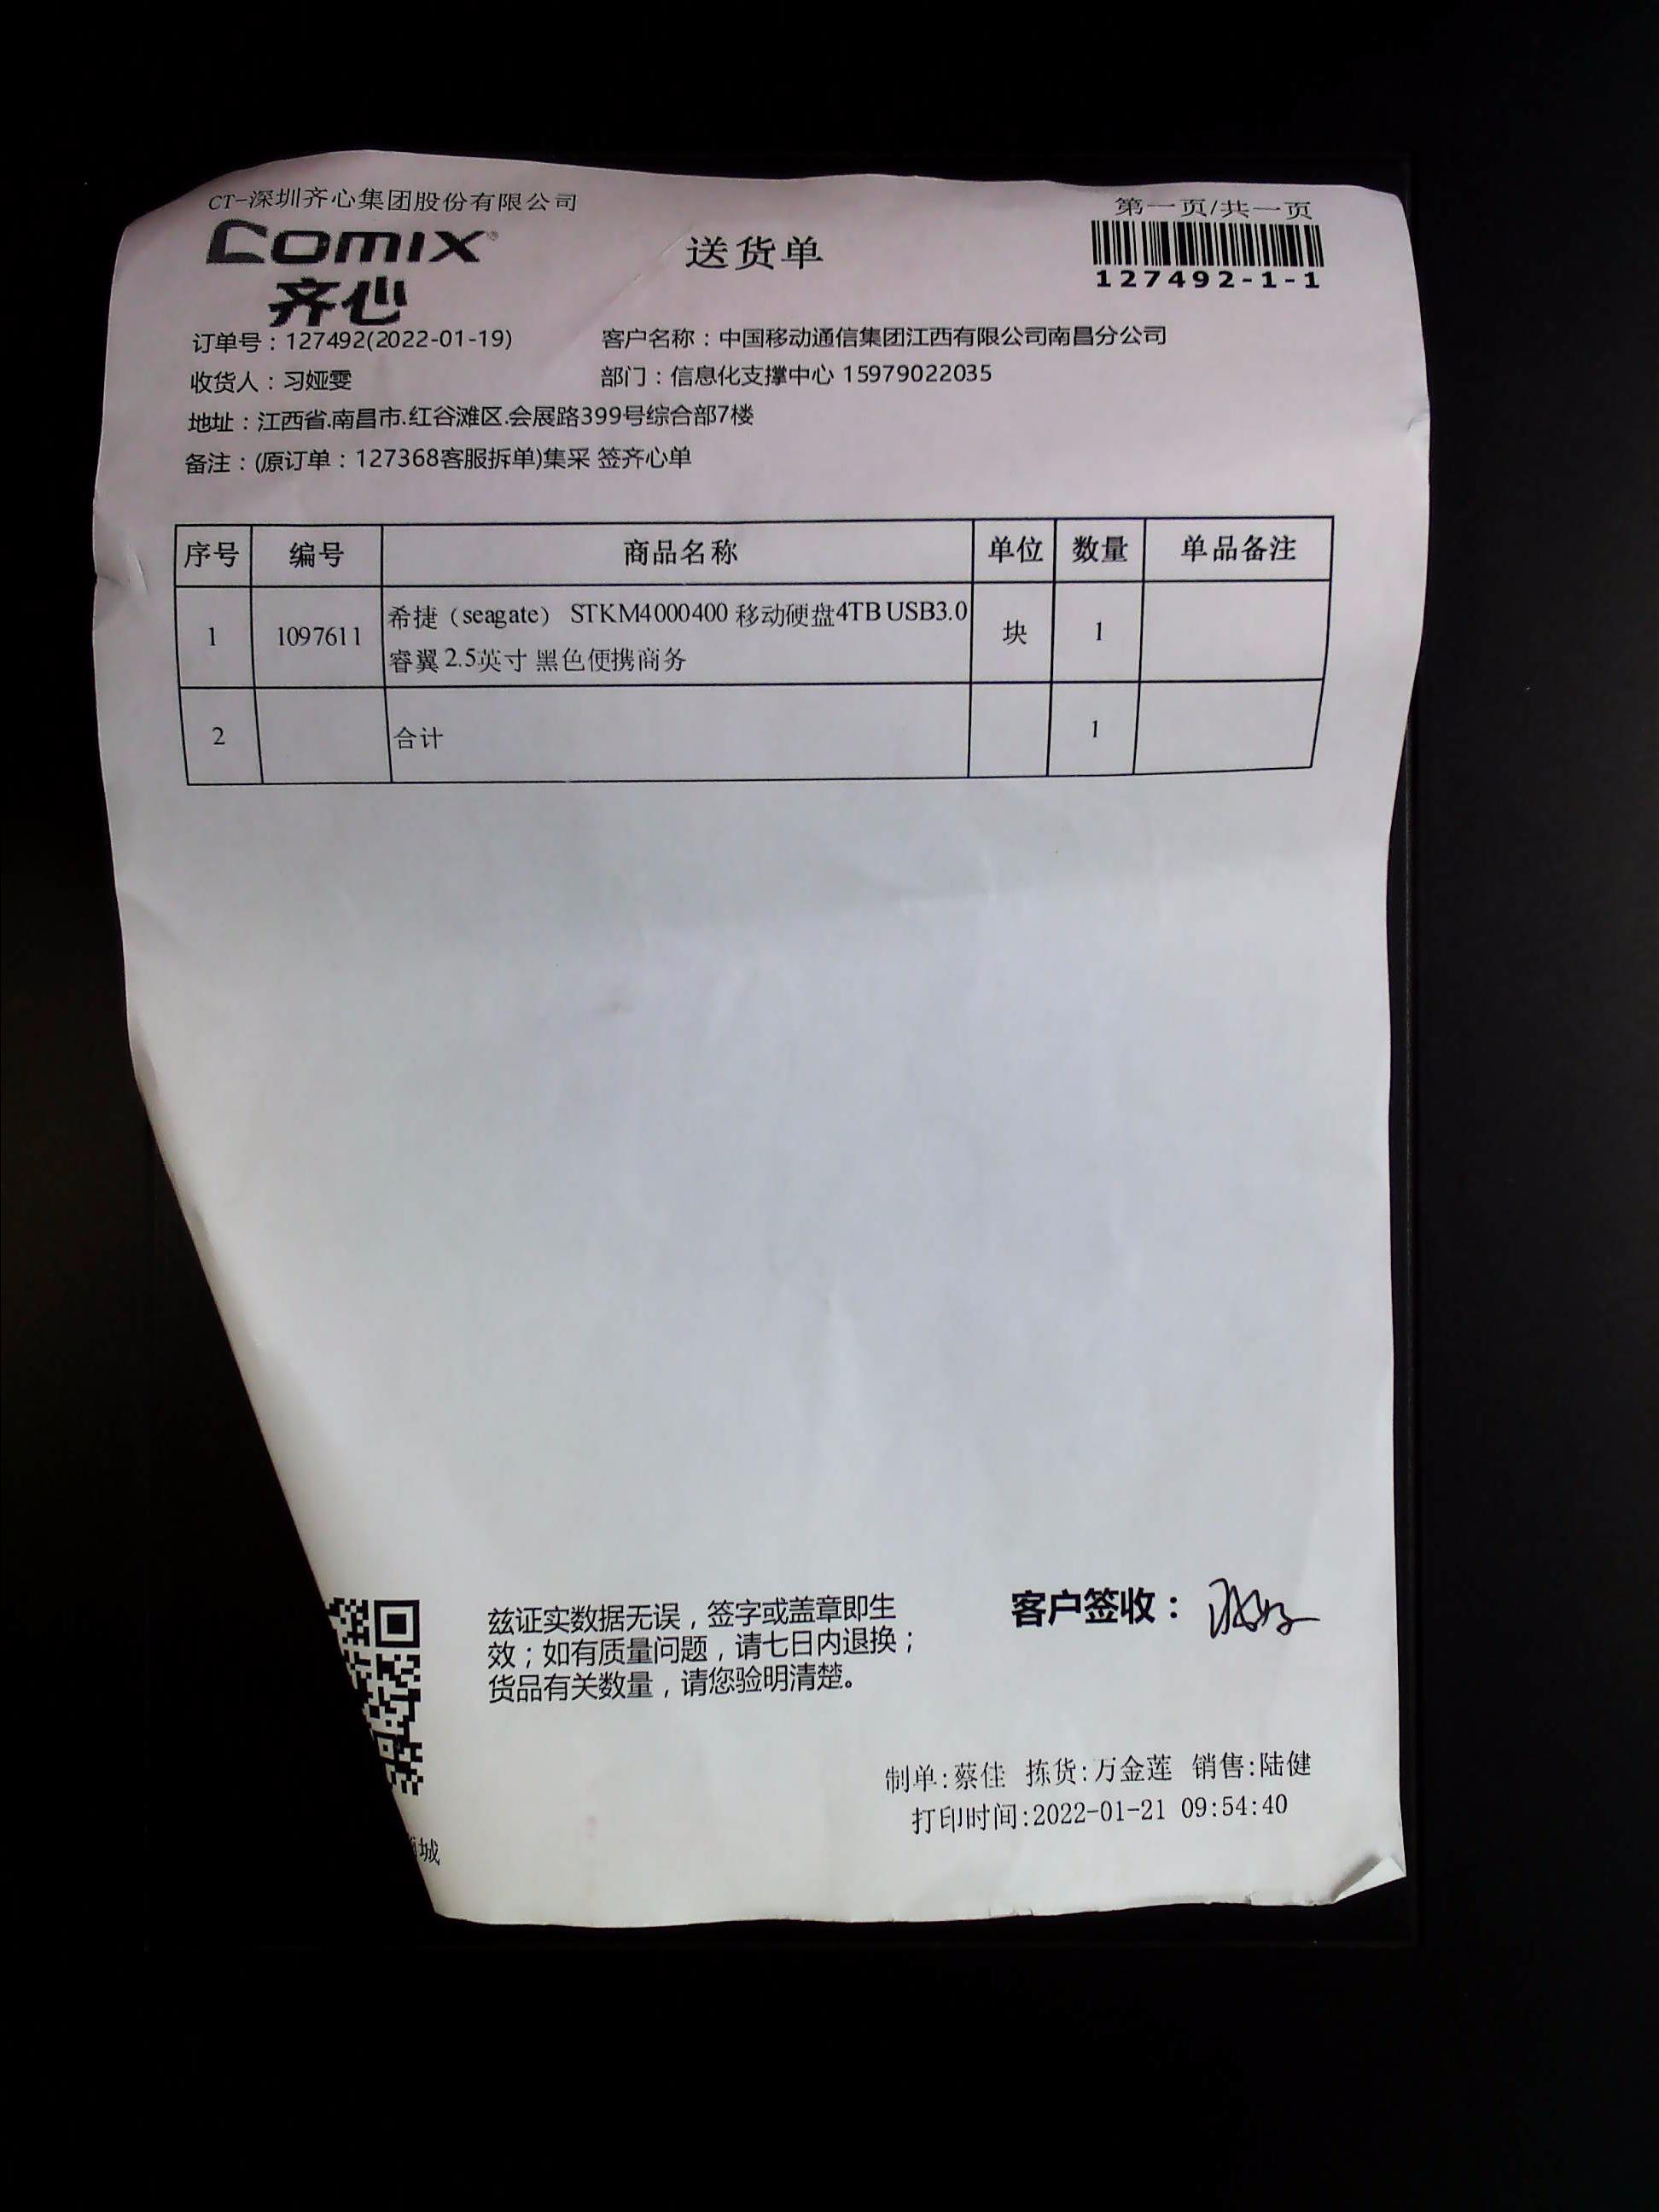 CT-深圳齐心集团股份有限公司
第一页/共一页
COMIX
齐心
送货单
127492-1-1
订单号：127492(2022-01-19)
客户名称：中国移动通信集团江西有限公司南昌分公司
收货人：习娅雯
部门：信息化支撑中心 15979022035
地址：江西省.南昌市.红谷滩区.会展路399号综合部7楼
备注：(原订单：127368客服拆单)集采 签齐心单
序号 编号 商品名称 单位 数量 单品备注
1 1097611 希捷（seagate） STKM4000400 移动硬盘4TB USB3.0 块 1
睿翼 2.5英寸 黑色便携商务
2 合计 1
兹证实数据无误，签字或盖章即生
效；如有质量问题，请七日内退换；
货品有关数量，请您验明清楚。
客户签收：
制单:蔡佳 拣货:万金莲 销售:陆健
打印时间:2022-01-21 09:54:40
城